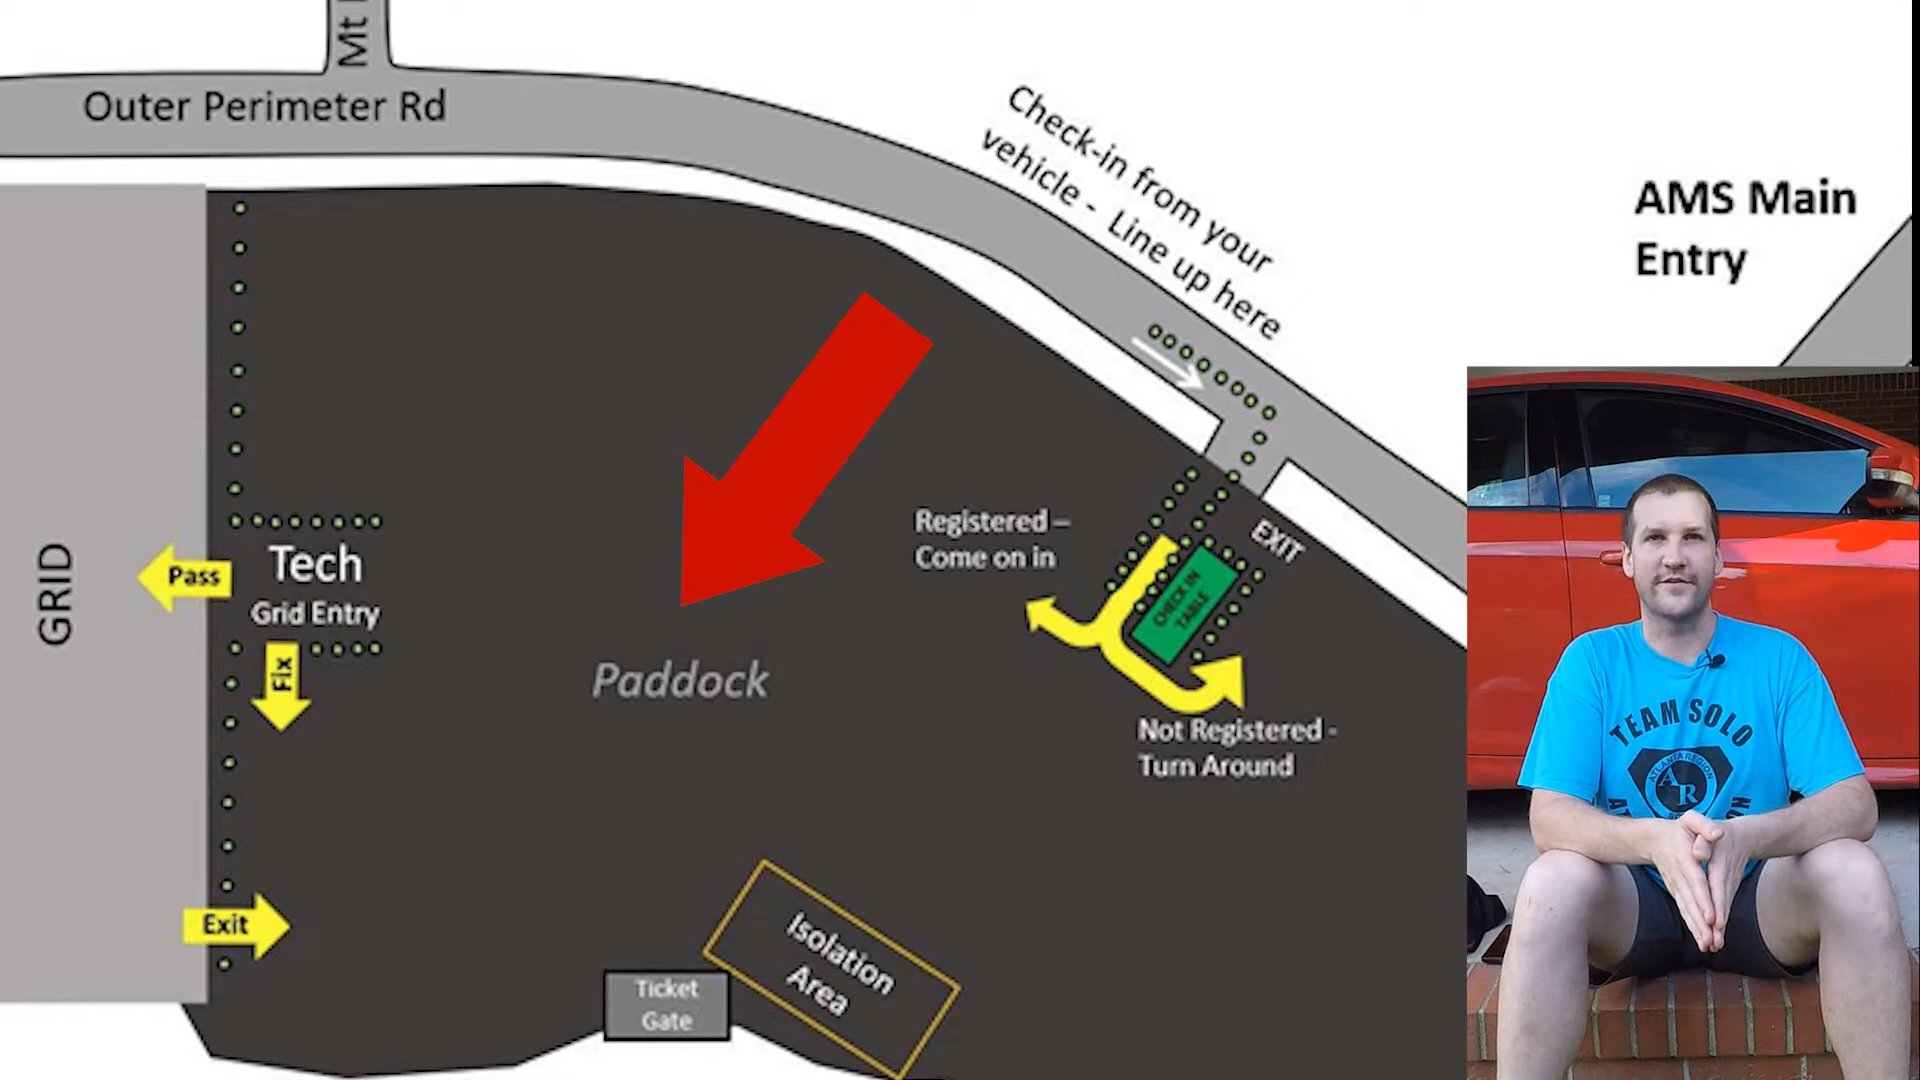 Mt
Outer Perimeter Rd
Check-in from your
vehicle - Line up here
AMS Main
Entry
EXIT
Registered –
Come on in
CHECK IN
TABLE
Not Registered -
Turn Around
GRID
Pass
Tech
Grid Entry
Fix
Paddock
Exit
Isolation
Area
Ticket
Gate
TEAM SOLO
ATLANTA REGION
AR